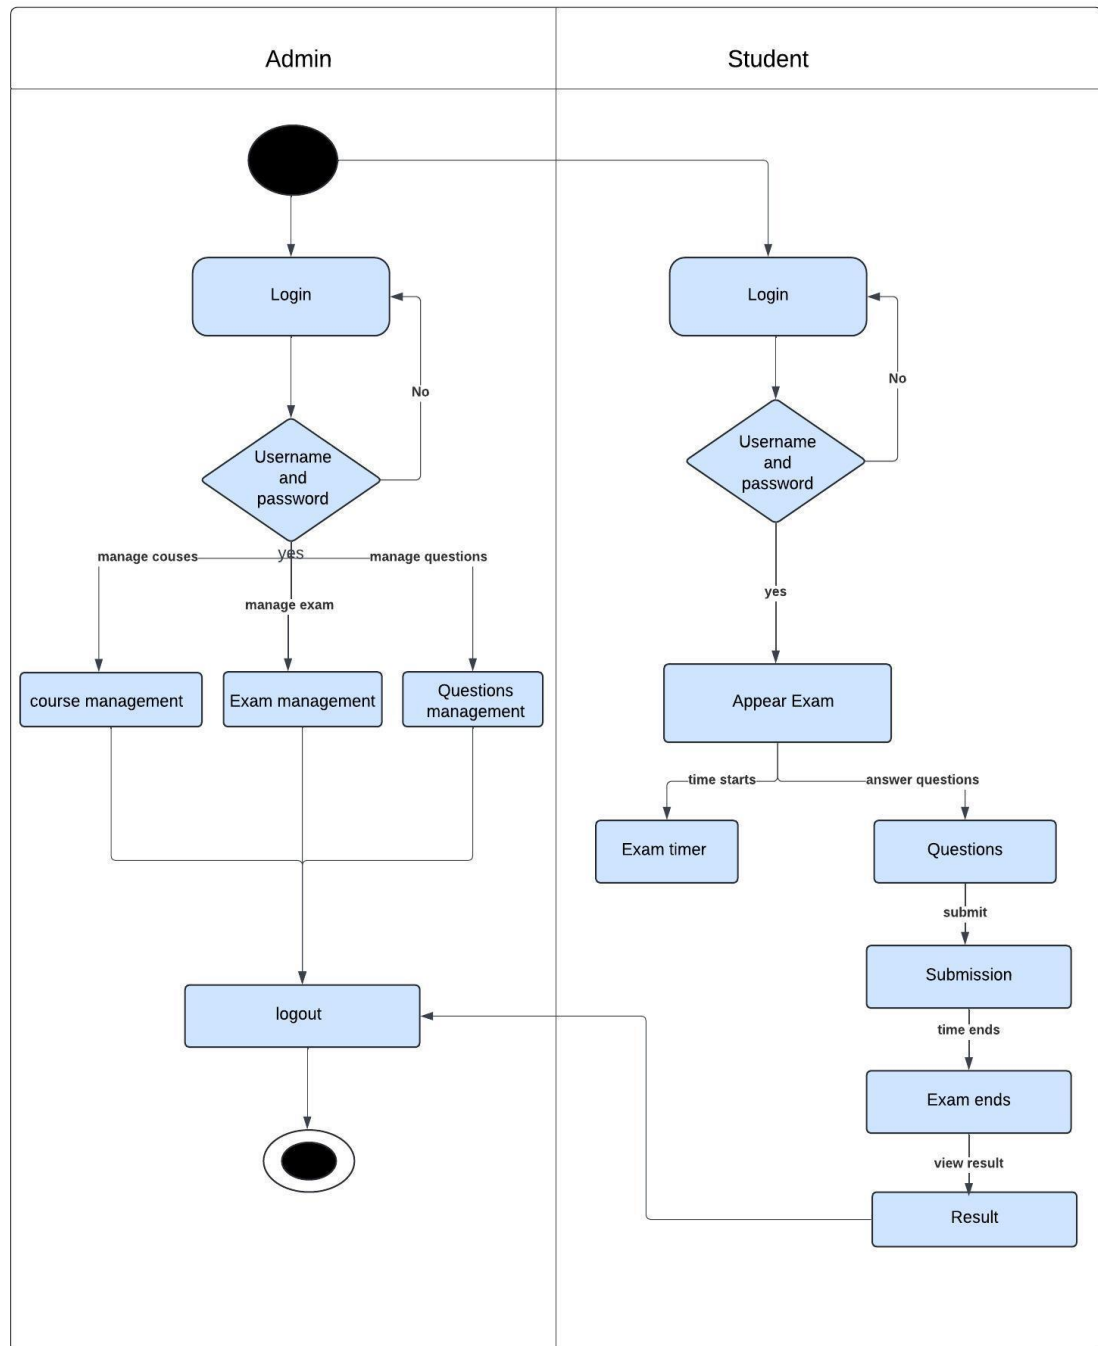 Admin
Student
Login
Login
No
No
Username
and
password
Username
and
password
manage couses
yes
manage questions
manage exam
yes
course management
Exam management
Questions
management
Appear Exam
time starts
answer questions
Exam timer
Questions
submit
Submission
logout
time ends
Exam ends
view result
Result